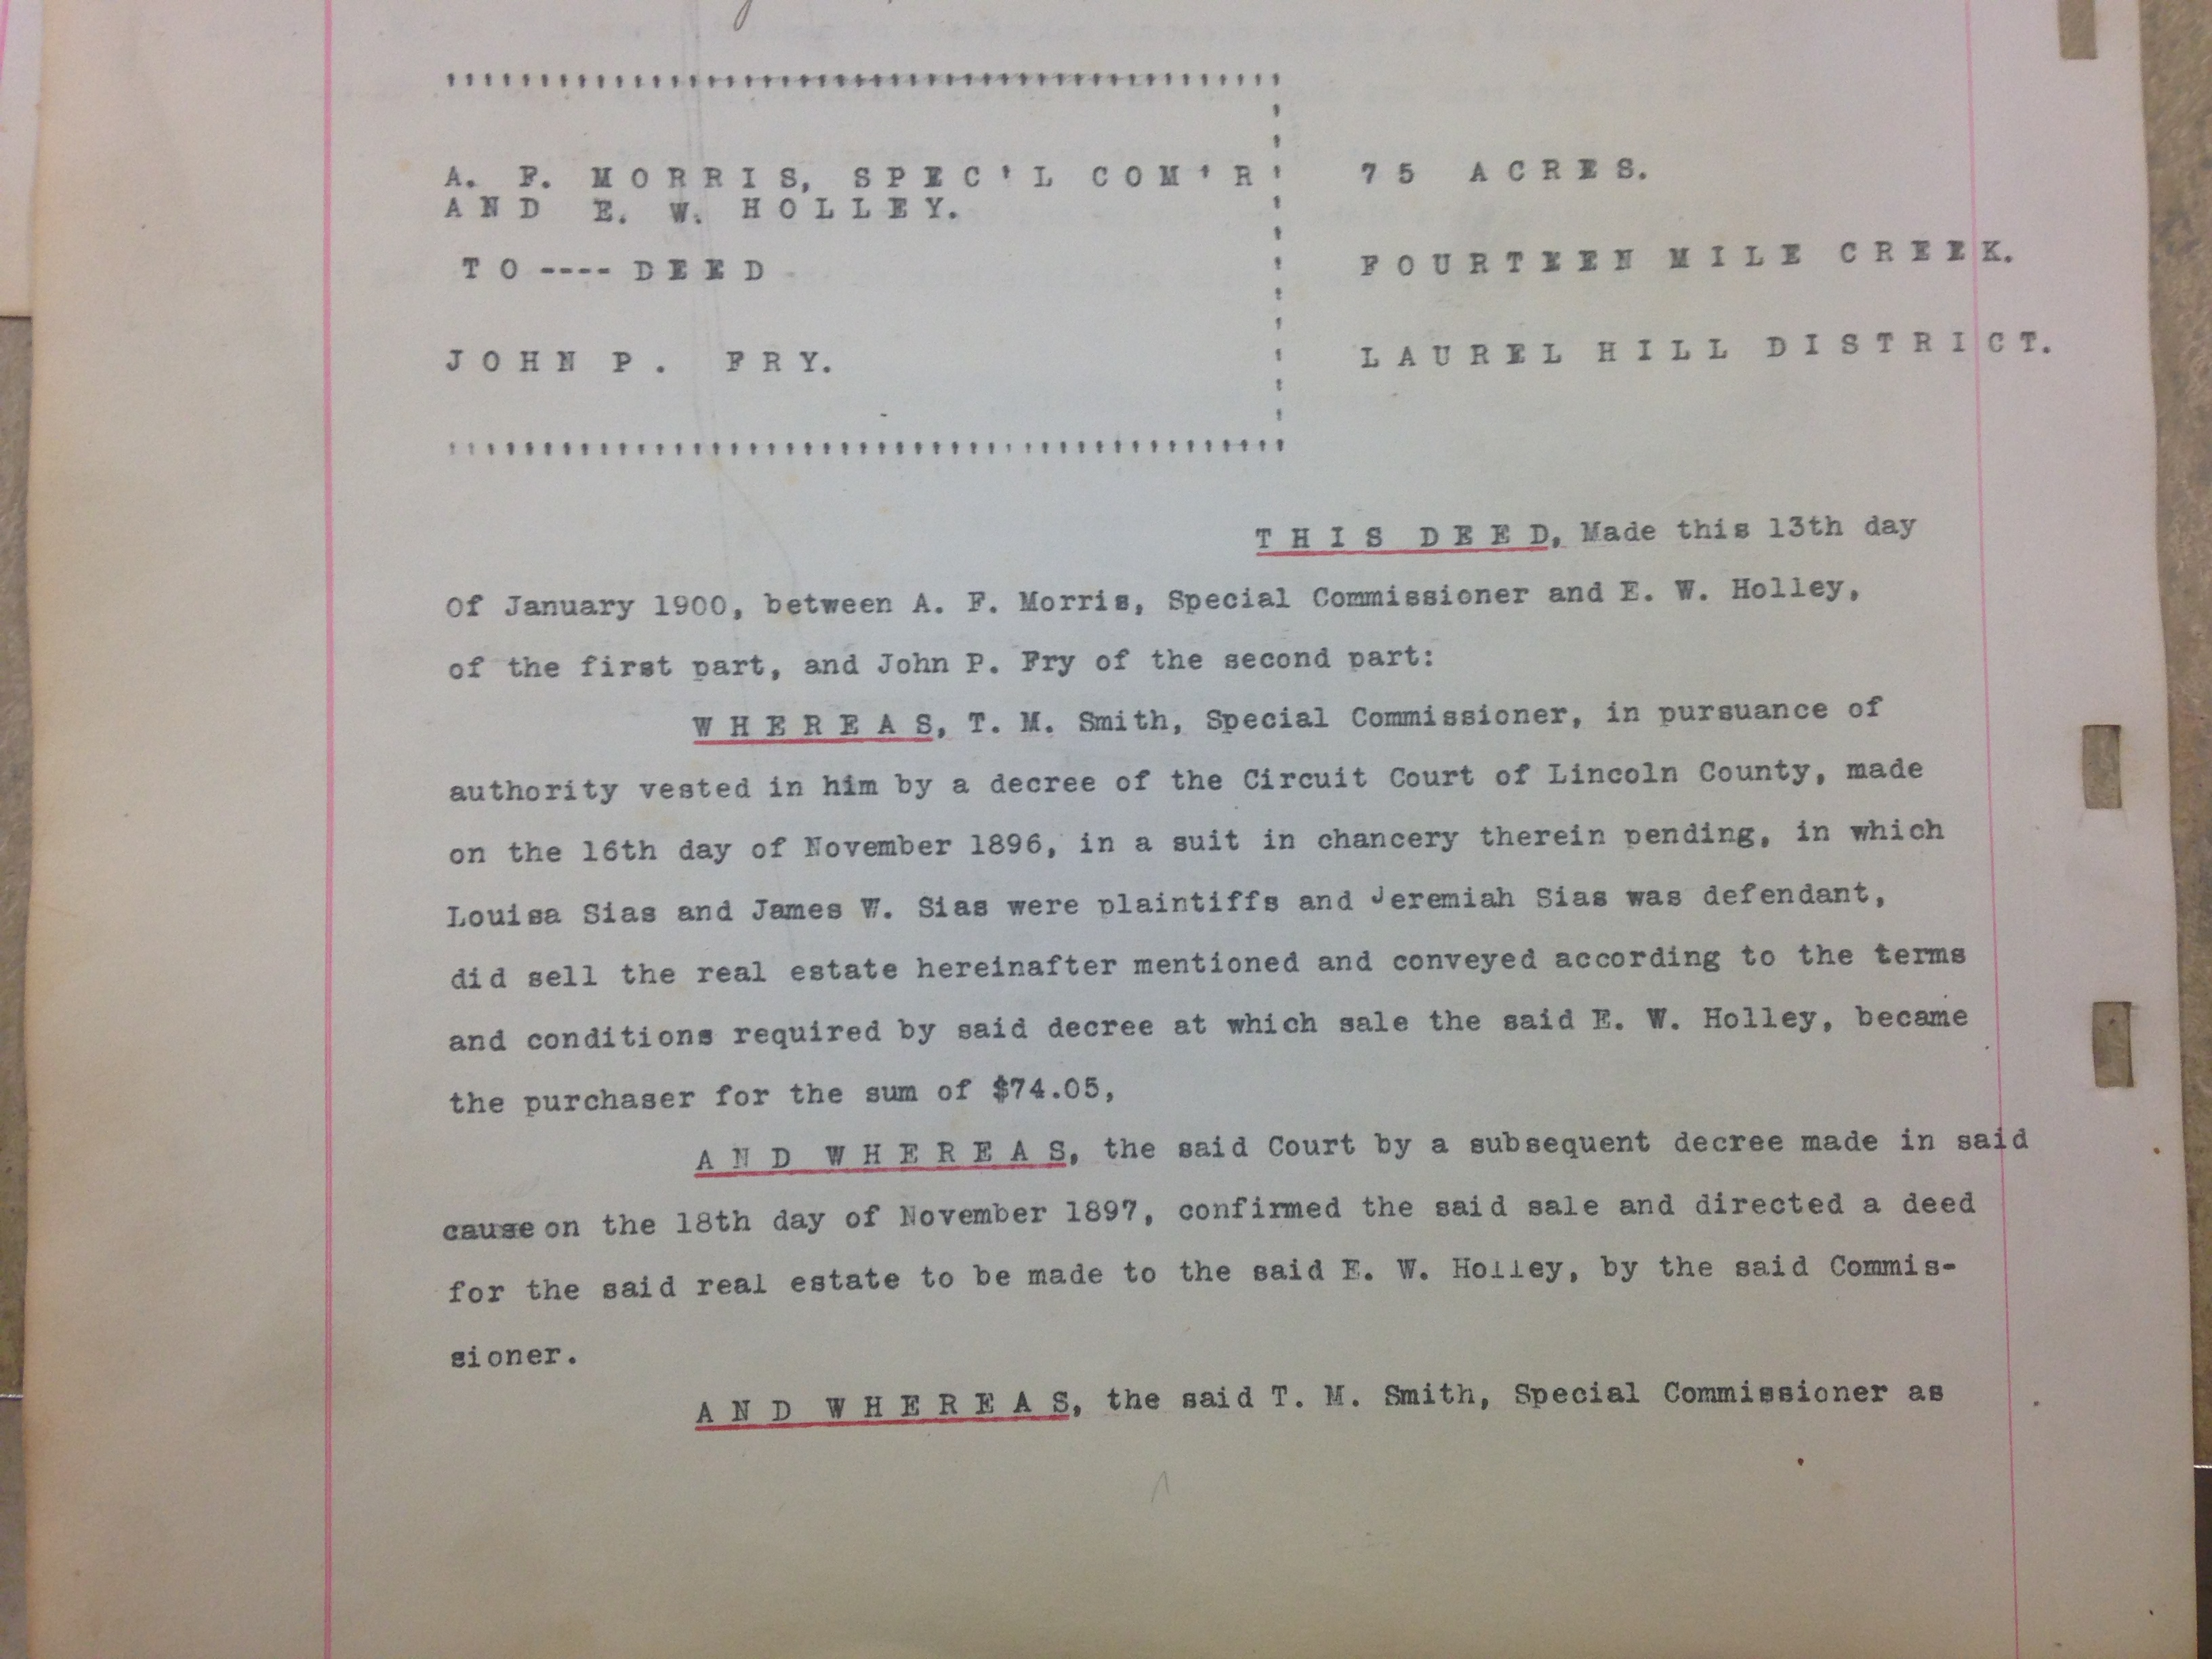 A. F. MORRIS, SPEC'L COM'R
AND E. W. HOLLEY.
TO----DEED
JOHN P. FRY.
75 ACRES.
FOURTEEN MILE CREEK.
LAUREL HILL DISTRICT.
THIS DEED, Made this 13th day
Of January 1900, between A. F. Morris, Special Commissioner and E. W. Holley,
of the first part, and John P. Fry of the second part:
WHEREAS, T. M. Smith, Special Commissioner, in pursuance of
authority vested in him by a decree of the Circuit Court of Lincoln County, made
on the 16th day of November 1896, in a suit in chancery therein pending, in which
Louisa Sias and James W. Sias were plaintiffs and Jeremiah Sias was defendant,
did sell the real estate hereinafter mentioned and conveyed according to the terms
and conditions required by said decree at which sale the said E. W. Holley, became
the purchaser for the sum of $74.05,
AND WHEREAS, the said Court by a subsequent decree made in said
cause on the 18th day of November 1897, confirmed the said sale and directed a deed
for the said real estate to be made to the said E. W. Holley, by the said Commis-
sioner.
AND WHEREAS, the said T. M. Smith, Special Commissioner as